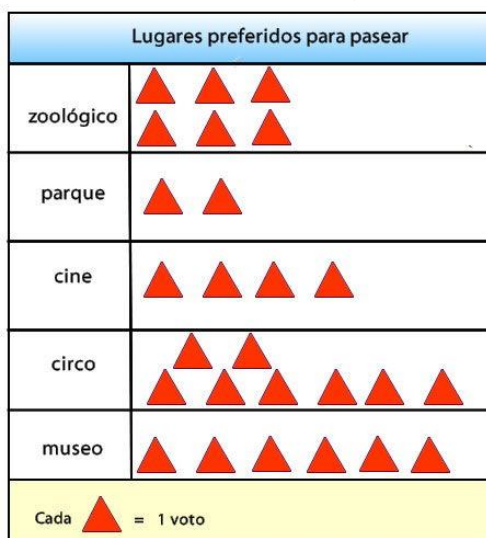 Lugares preferidos para pasear
zoológico
parque
cine
circo
museo
Cada = 1 voto